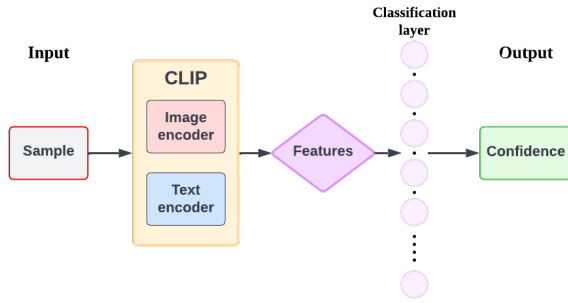 Classification
layer
Input
Output
CLIP
Image
encoder
Sample
Features
Confidence
Text
encoder